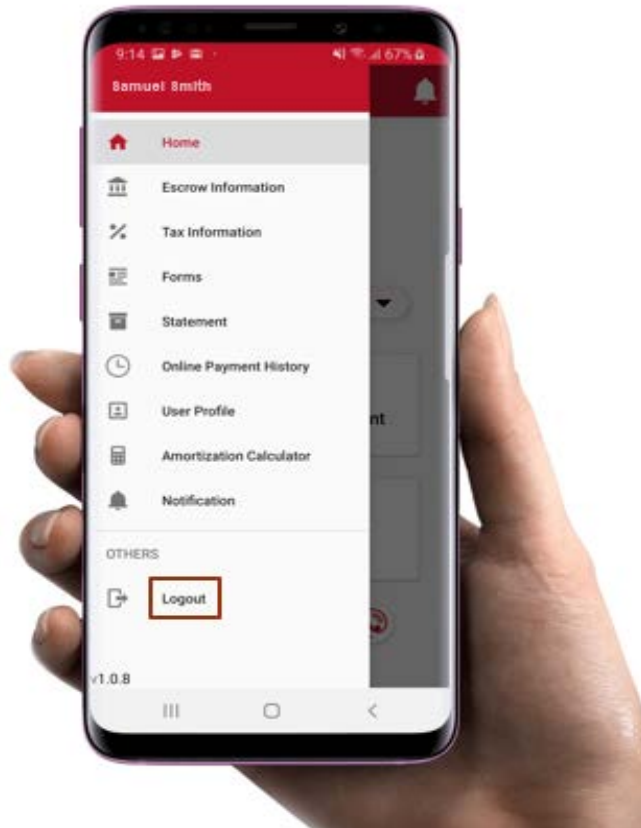 9:14 67%
Samuel Smith
Home
Escrow Information
Tax Information
Forms
Statement
Online Payment History
nt
User Profile
Amortization Calculator
Notification
OTHERS
Logout
v1.0.8